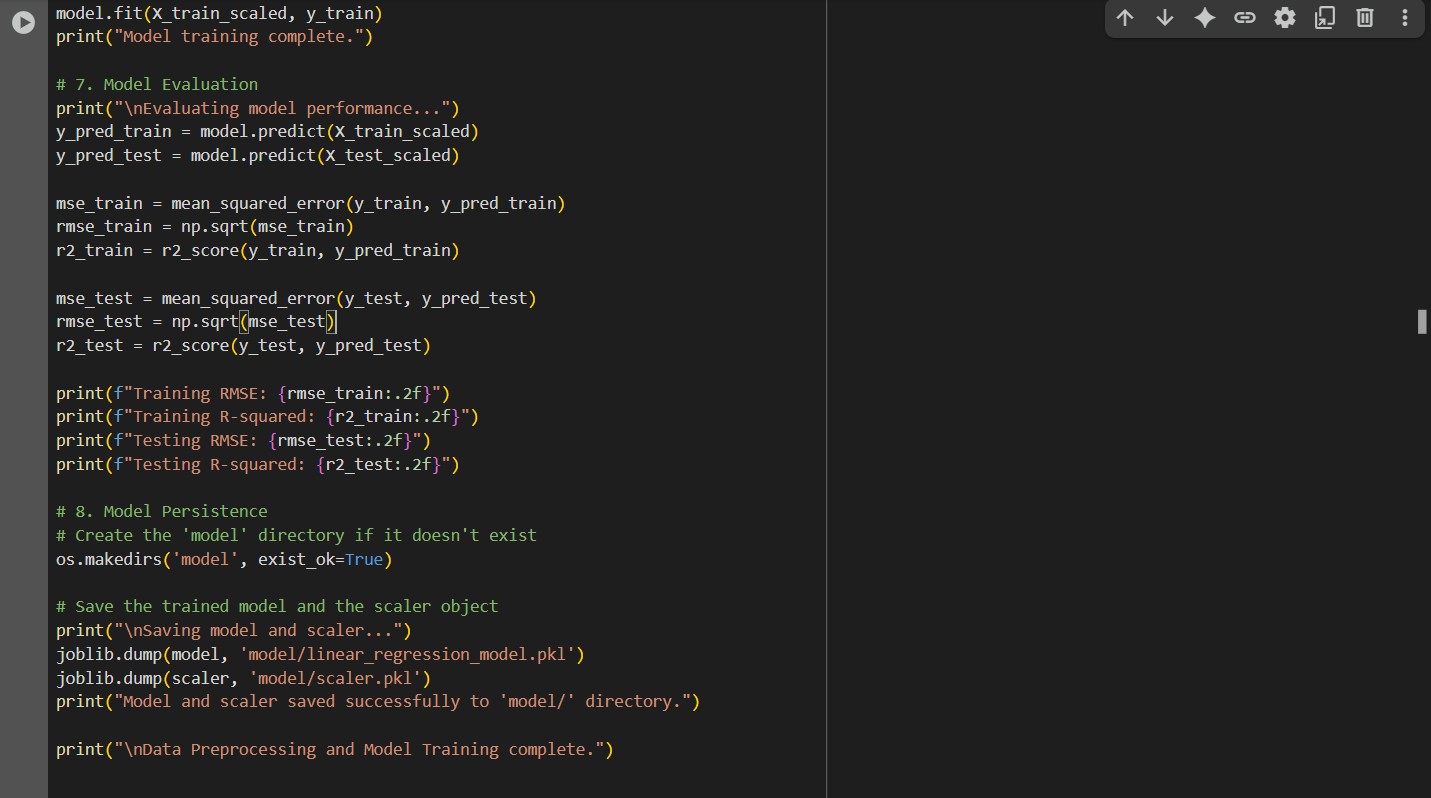 model.fit(X_train_scaled, y_train)
print("Model training complete.")
# 7. Model Evaluation
print("\nEvaluating model performance...")
y_pred_train = model.predict(X_train_scaled)
y_pred_test = model.predict(X_test_scaled)
mse_train = mean_squared_error(y_train, y_pred_train)
rmse_train = np.sqrt(mse_train)
r2_train = r2_score(y_train, y_pred_train)
mse_test = mean_squared_error(y_test, y_pred_test)
rmse_test = np.sqrt(mse_test)
r2_test = r2_score(y_test, y_pred_test)
print(f"Training RMSE: {rmse_train:.2f}")
print(f"Training R-squared: {r2_train:.2f}")
print(f"Testing RMSE: {rmse_test:.2f}")
print(f"Testing R-squared: {r2_test:.2f}")
# 8. Model Persistence
# Create the 'model' directory if it doesn't exist
os.makedirs('model', exist_ok=True)
# Save the trained model and the scaler object
print("\nSaving model and scaler...")
joblib.dump(model, 'model/linear_regression_model.pkl')
joblib.dump(scaler, 'model/scaler.pkl')
print("Model and scaler saved successfully to 'model/' directory.")
print("\nData Preprocessing and Model Training complete.")